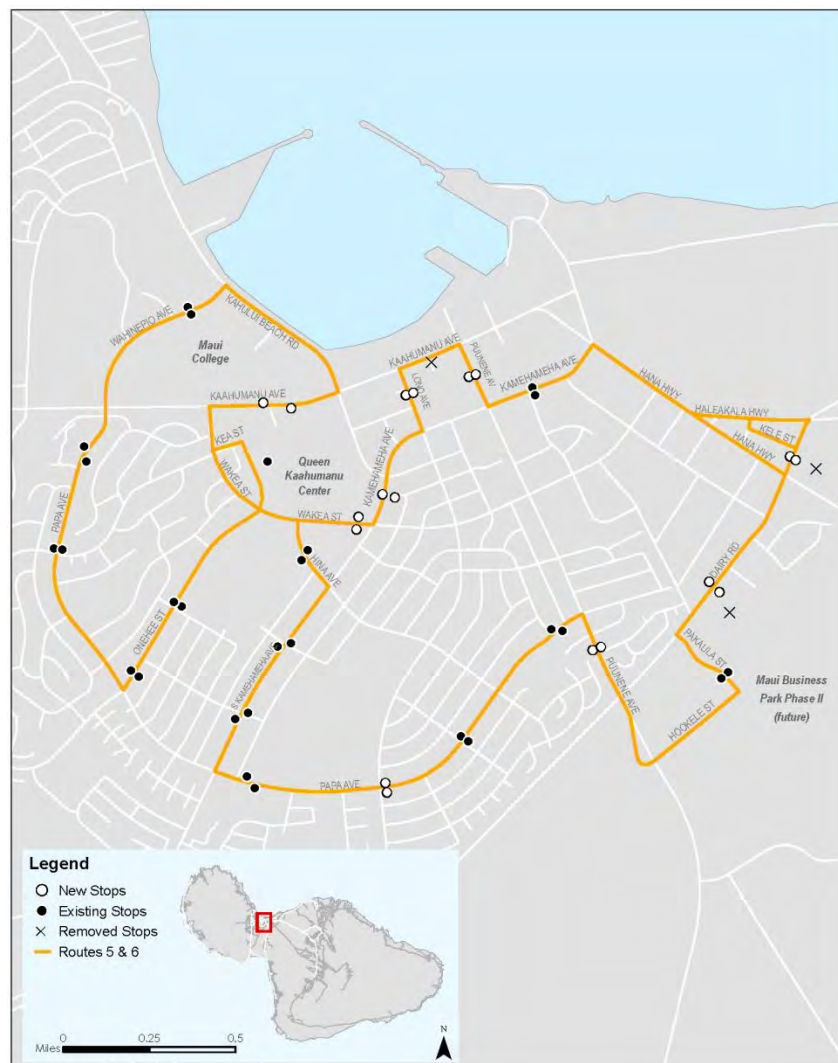 WAHINEPIO AVE
KAHULUI BEACH RD
Maui
College
KAAHUMANU AVE
PUUNENE AV
KAMEHAMEHA AVE
LONO AVE
HANA HWY
HALEAKALA HWY
KELE ST
HANA HWY
KAAHUMANU AVE
KEA ST
WAKEA ST
Queen
Kaahumanu
Center
KAMEHAMEHA AVE
WAKEA ST
HINA AVE
PAPA AVE
ONEHEE ST
S KAMEHAMEHA AVE
DAIRY RD
PAKAULA ST
PUUNENE AVE
HOOKELE ST
Maui Business
Park Phase II
(future)
PAPA AVE
Legend
New Stops
Existing Stops
Removed Stops
Routes 5 & 6
0 0.25 0.5
Miles
N